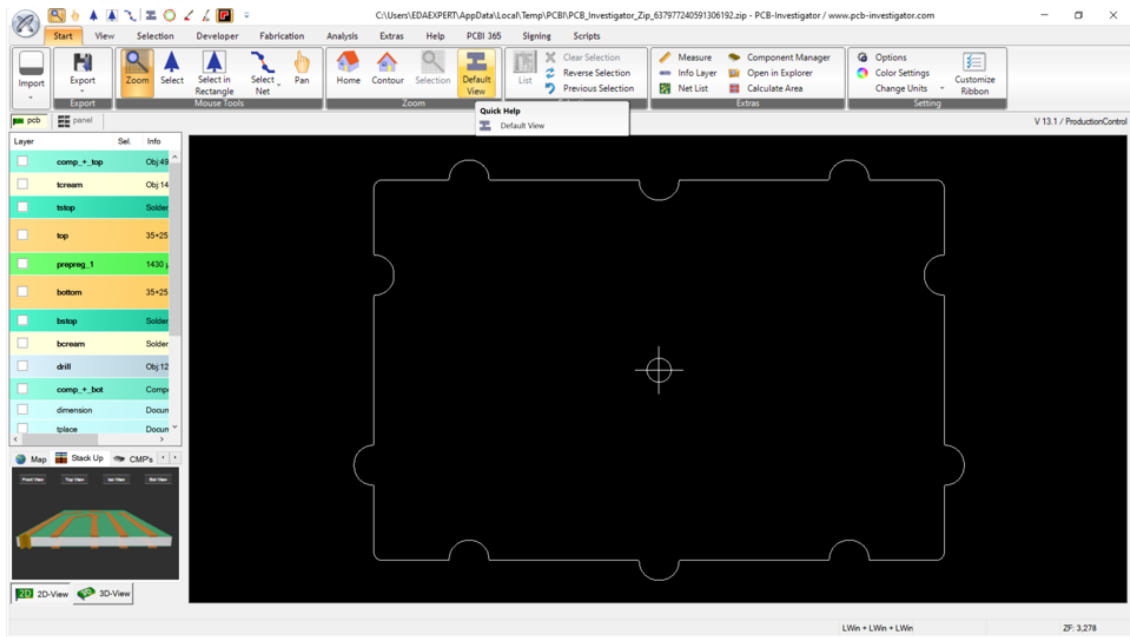 C:\Users\EDAEXPERT\AppData\Local\Temp\PCBI\PCB_Investigator_Zip_637977240591306192.zip - PCB-Investigator / www.pcb-investigator.com
Start View Selection Developer Fabrication Analysis Extras Help PCBI 365 Signing Scripts
Import
Export
Export
Zoom
Select
Select in
Rectangle
Select
Net
Pan
Mouse Tools
Home
Contour
Selection
Default
View
Zoom
List
Clear Selection
Reverse Selection
Previous Selection
Measure
Info Layer
Net List
Component Manager
Open in Explorer
Calculate Area
Extras
Options
Color Settings
Change Units
Customize
Ribbon
Setting
Quick Help
Default View
pcb panel
V 13.1 / ProductionControl
Layer Sel. Info
comp_+_top Obj:49
tcream Obj:14
tstop Solder
top 35+25
prepreg_1 1430 µ
bottom 35+25
bstop Solder
bcream Solder
drill Obj:12
comp_+_bot Comp
dimension Docum
tplace Docum
Map Stack Up CMP's
Front View Top View Iso View Bot View
2D 2D-View 3D-View
LWin + LWin + LWin
ZF: 3,278